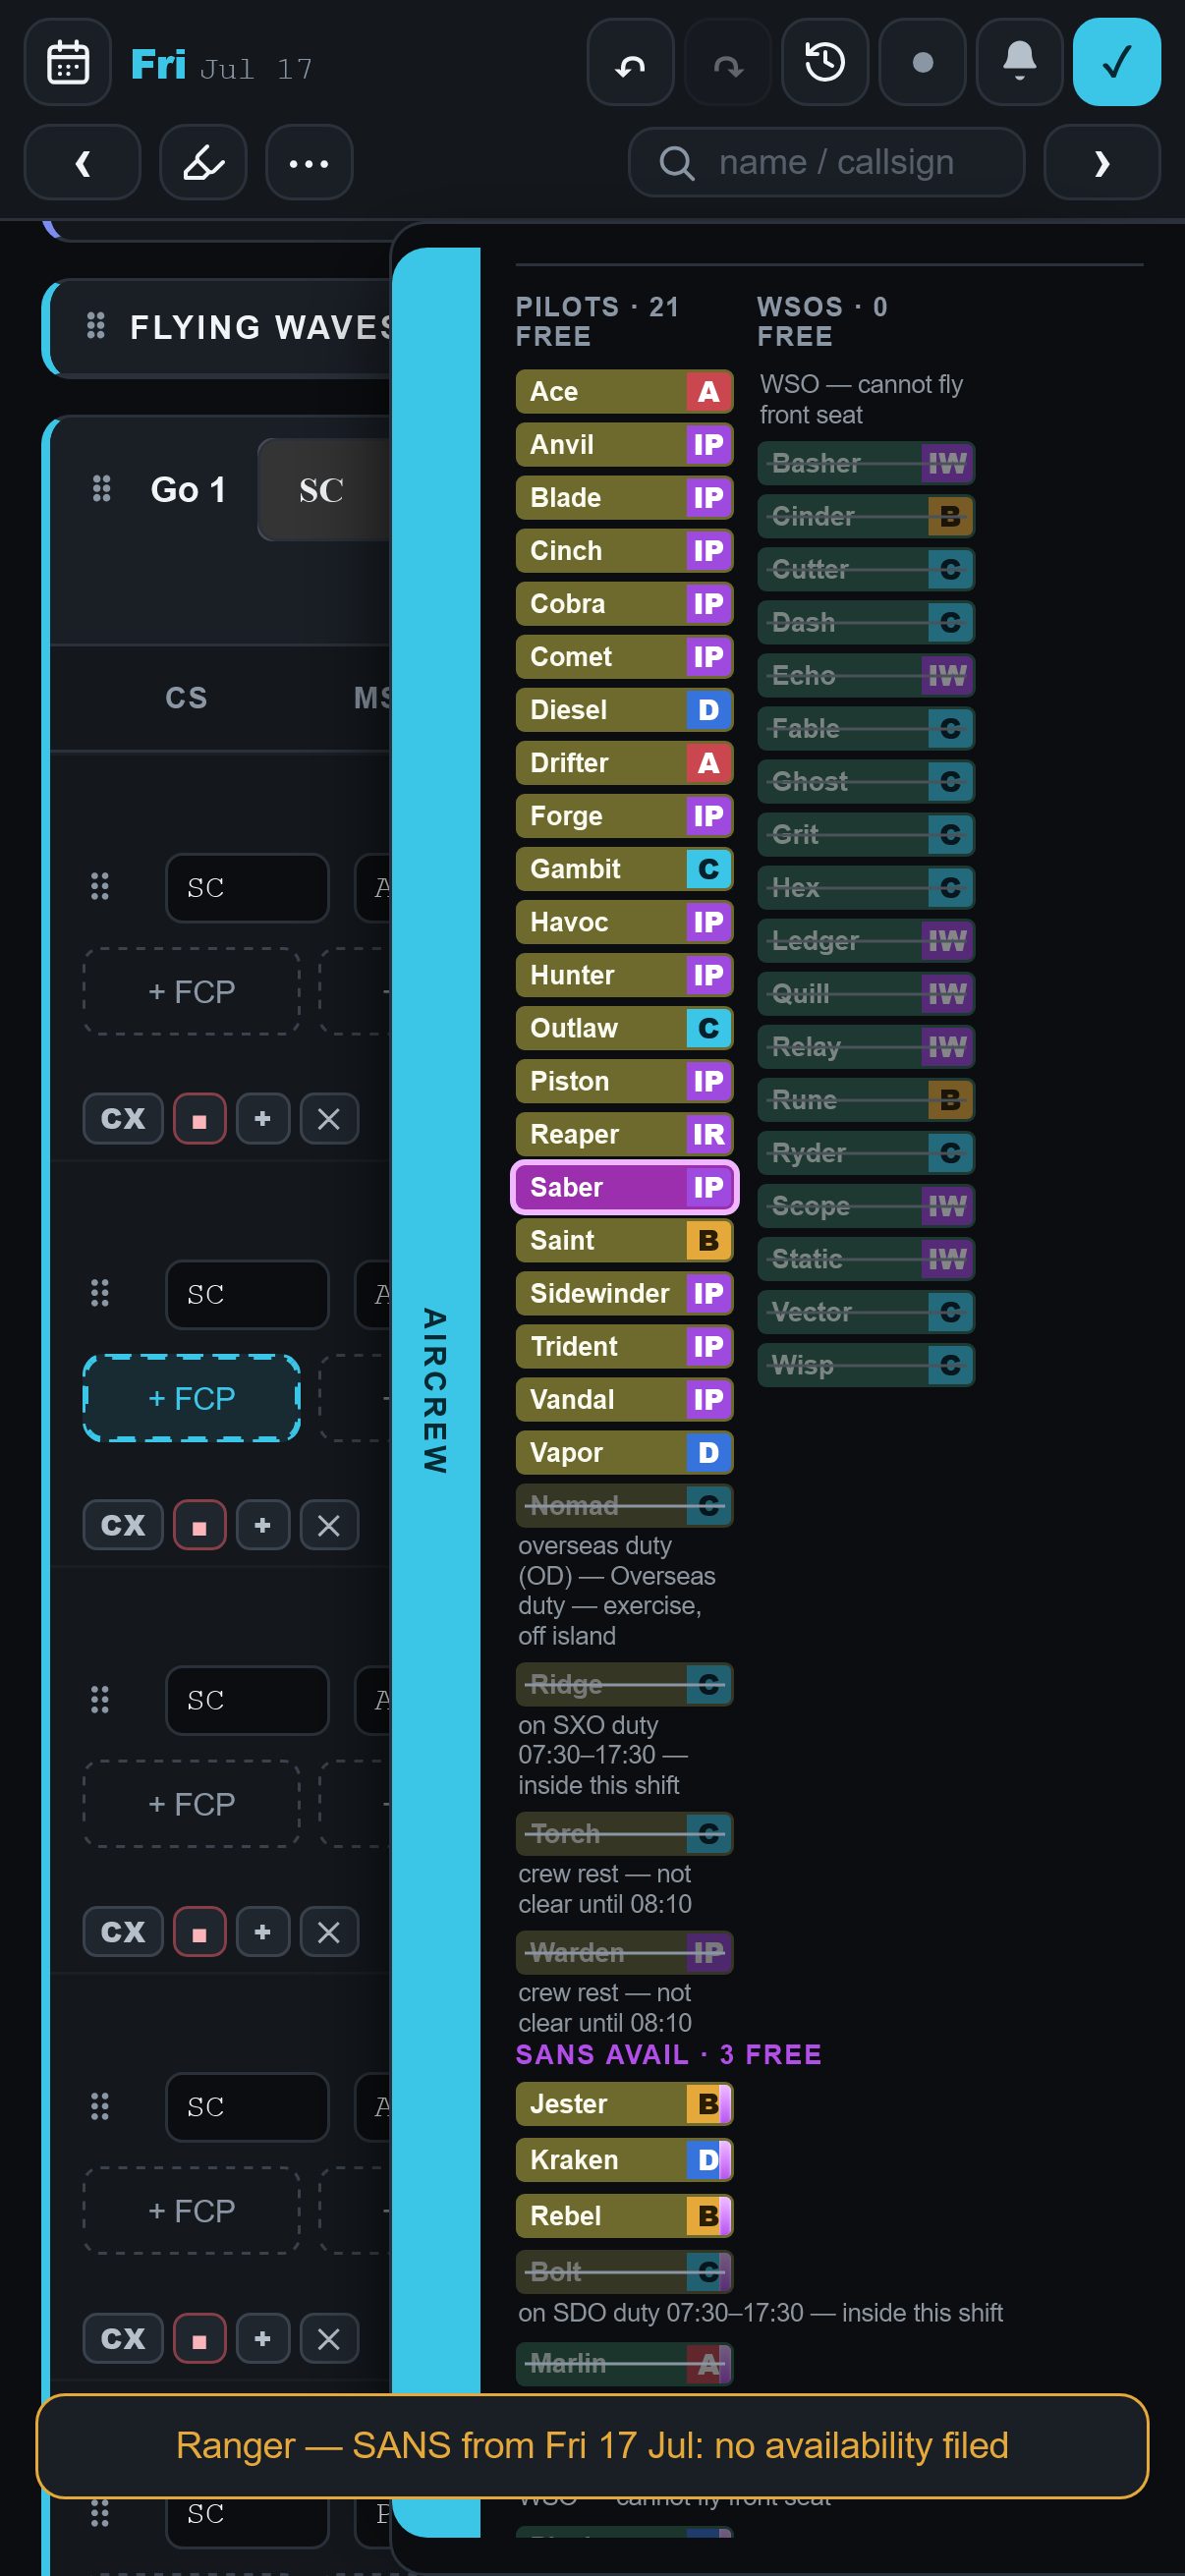 Fri Jul 17
name / callsign
FLYING WAVES
Go 1 SC
CS
SC
+ FCP
CX
SC
+ FCP
CX
SC
+ FCP
CX
SC
+ FCP
CX
SC
AIRCREW
PILOTS · 21
FREE
Ace A
Anvil IP
Blade IP
Cinch IP
Cobra IP
Comet IP
Diesel D
Drifter A
Forge IP
Gambit C
Havoc IP
Hunter IP
Outlaw C
Piston IP
Reaper IR
Saber IP
Saint B
Sidewinder IP
Trident IP
Vandal IP
Vapor D
Nomad C
overseas duty
(OD) — Overseas
duty — exercise,
off island
Ridge C
on SXO duty
07:30–17:30 —
inside this shift
Torch C
crew rest — not
clear until 08:10
Warden IP
crew rest — not
clear until 08:10
WSOS · 0
FREE
WSO — cannot fly
front seat
Basher IW
Cinder B
Cutter C
Dash C
Echo IW
Fable C
Ghost C
Grit C
Hex C
Ledger IW
Quill IW
Relay IW
Rune B
Ryder C
Scope IW
Static IW
Vector C
Wisp C
SANS AVAIL · 3 FREE
Jester B
Kraken D
Rebel B
Bolt C
on SDO duty 07:30–17:30 — inside this shift
Marlin A
Ranger — SANS from Fri 17 Jul: no availability filed
WSO — cannot fly front seat